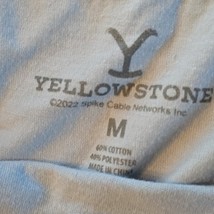 Y
YELLOWSTONE
©2022 Spike Cable Networks, Inc.
M
60% COTTON
40% POLYESTER
MADE IN CHINA